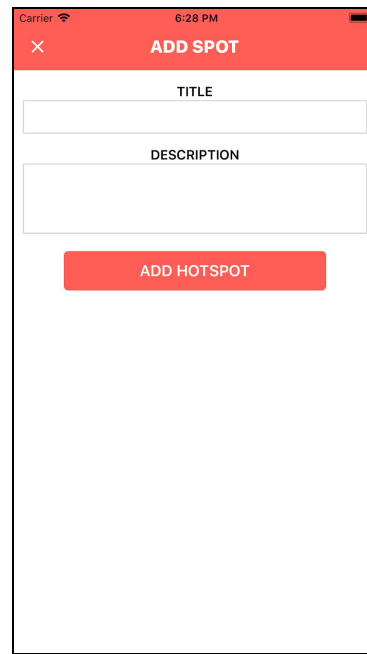 Carrier 6:28 PM
ADD SPOT
TITLE
DESCRIPTION
ADD HOTSPOT